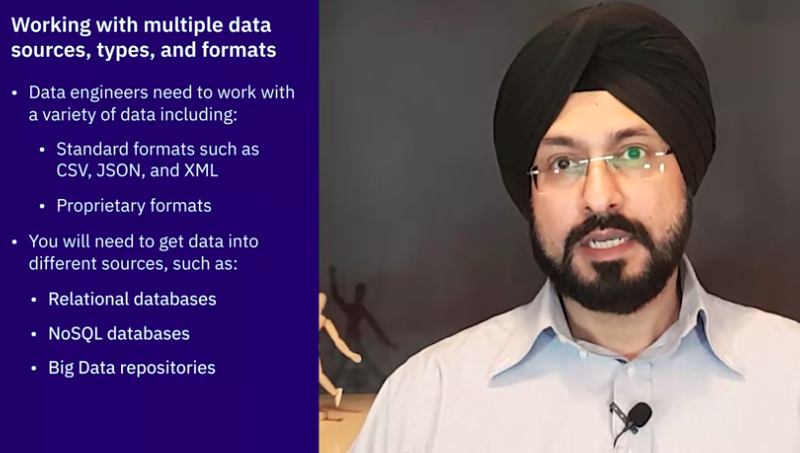 Working with multiple data
sources, types, and formats
• Data engineers need to work with
a variety of data including:
• Standard formats such as
CSV, JSON, and XML
• Proprietary formats
• You will need to get data into
different sources, such as:
• Relational databases
• NoSQL databases
• Big Data repositories